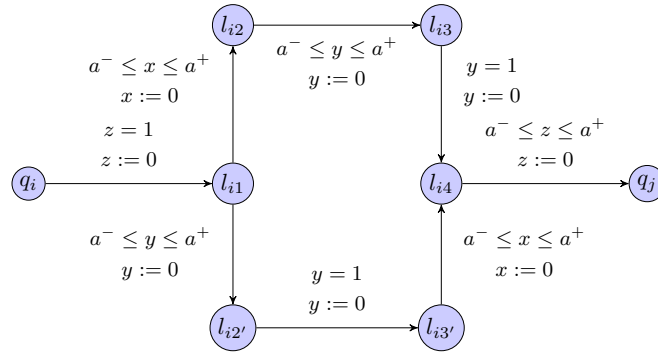 l_{i2}
l_{i3}
a^- ≤ x ≤ a^+
x := 0
a^- ≤ y ≤ a^+
y := 0
y = 1
y := 0
z = 1
z := 0
a^- ≤ z ≤ a^+
z := 0
q_i
l_{i1}
l_{i4}
q_j
a^- ≤ y ≤ a^+
y := 0
y = 1
y := 0
a^- ≤ x ≤ a^+
x := 0
l_{i2'}
l_{i3'}